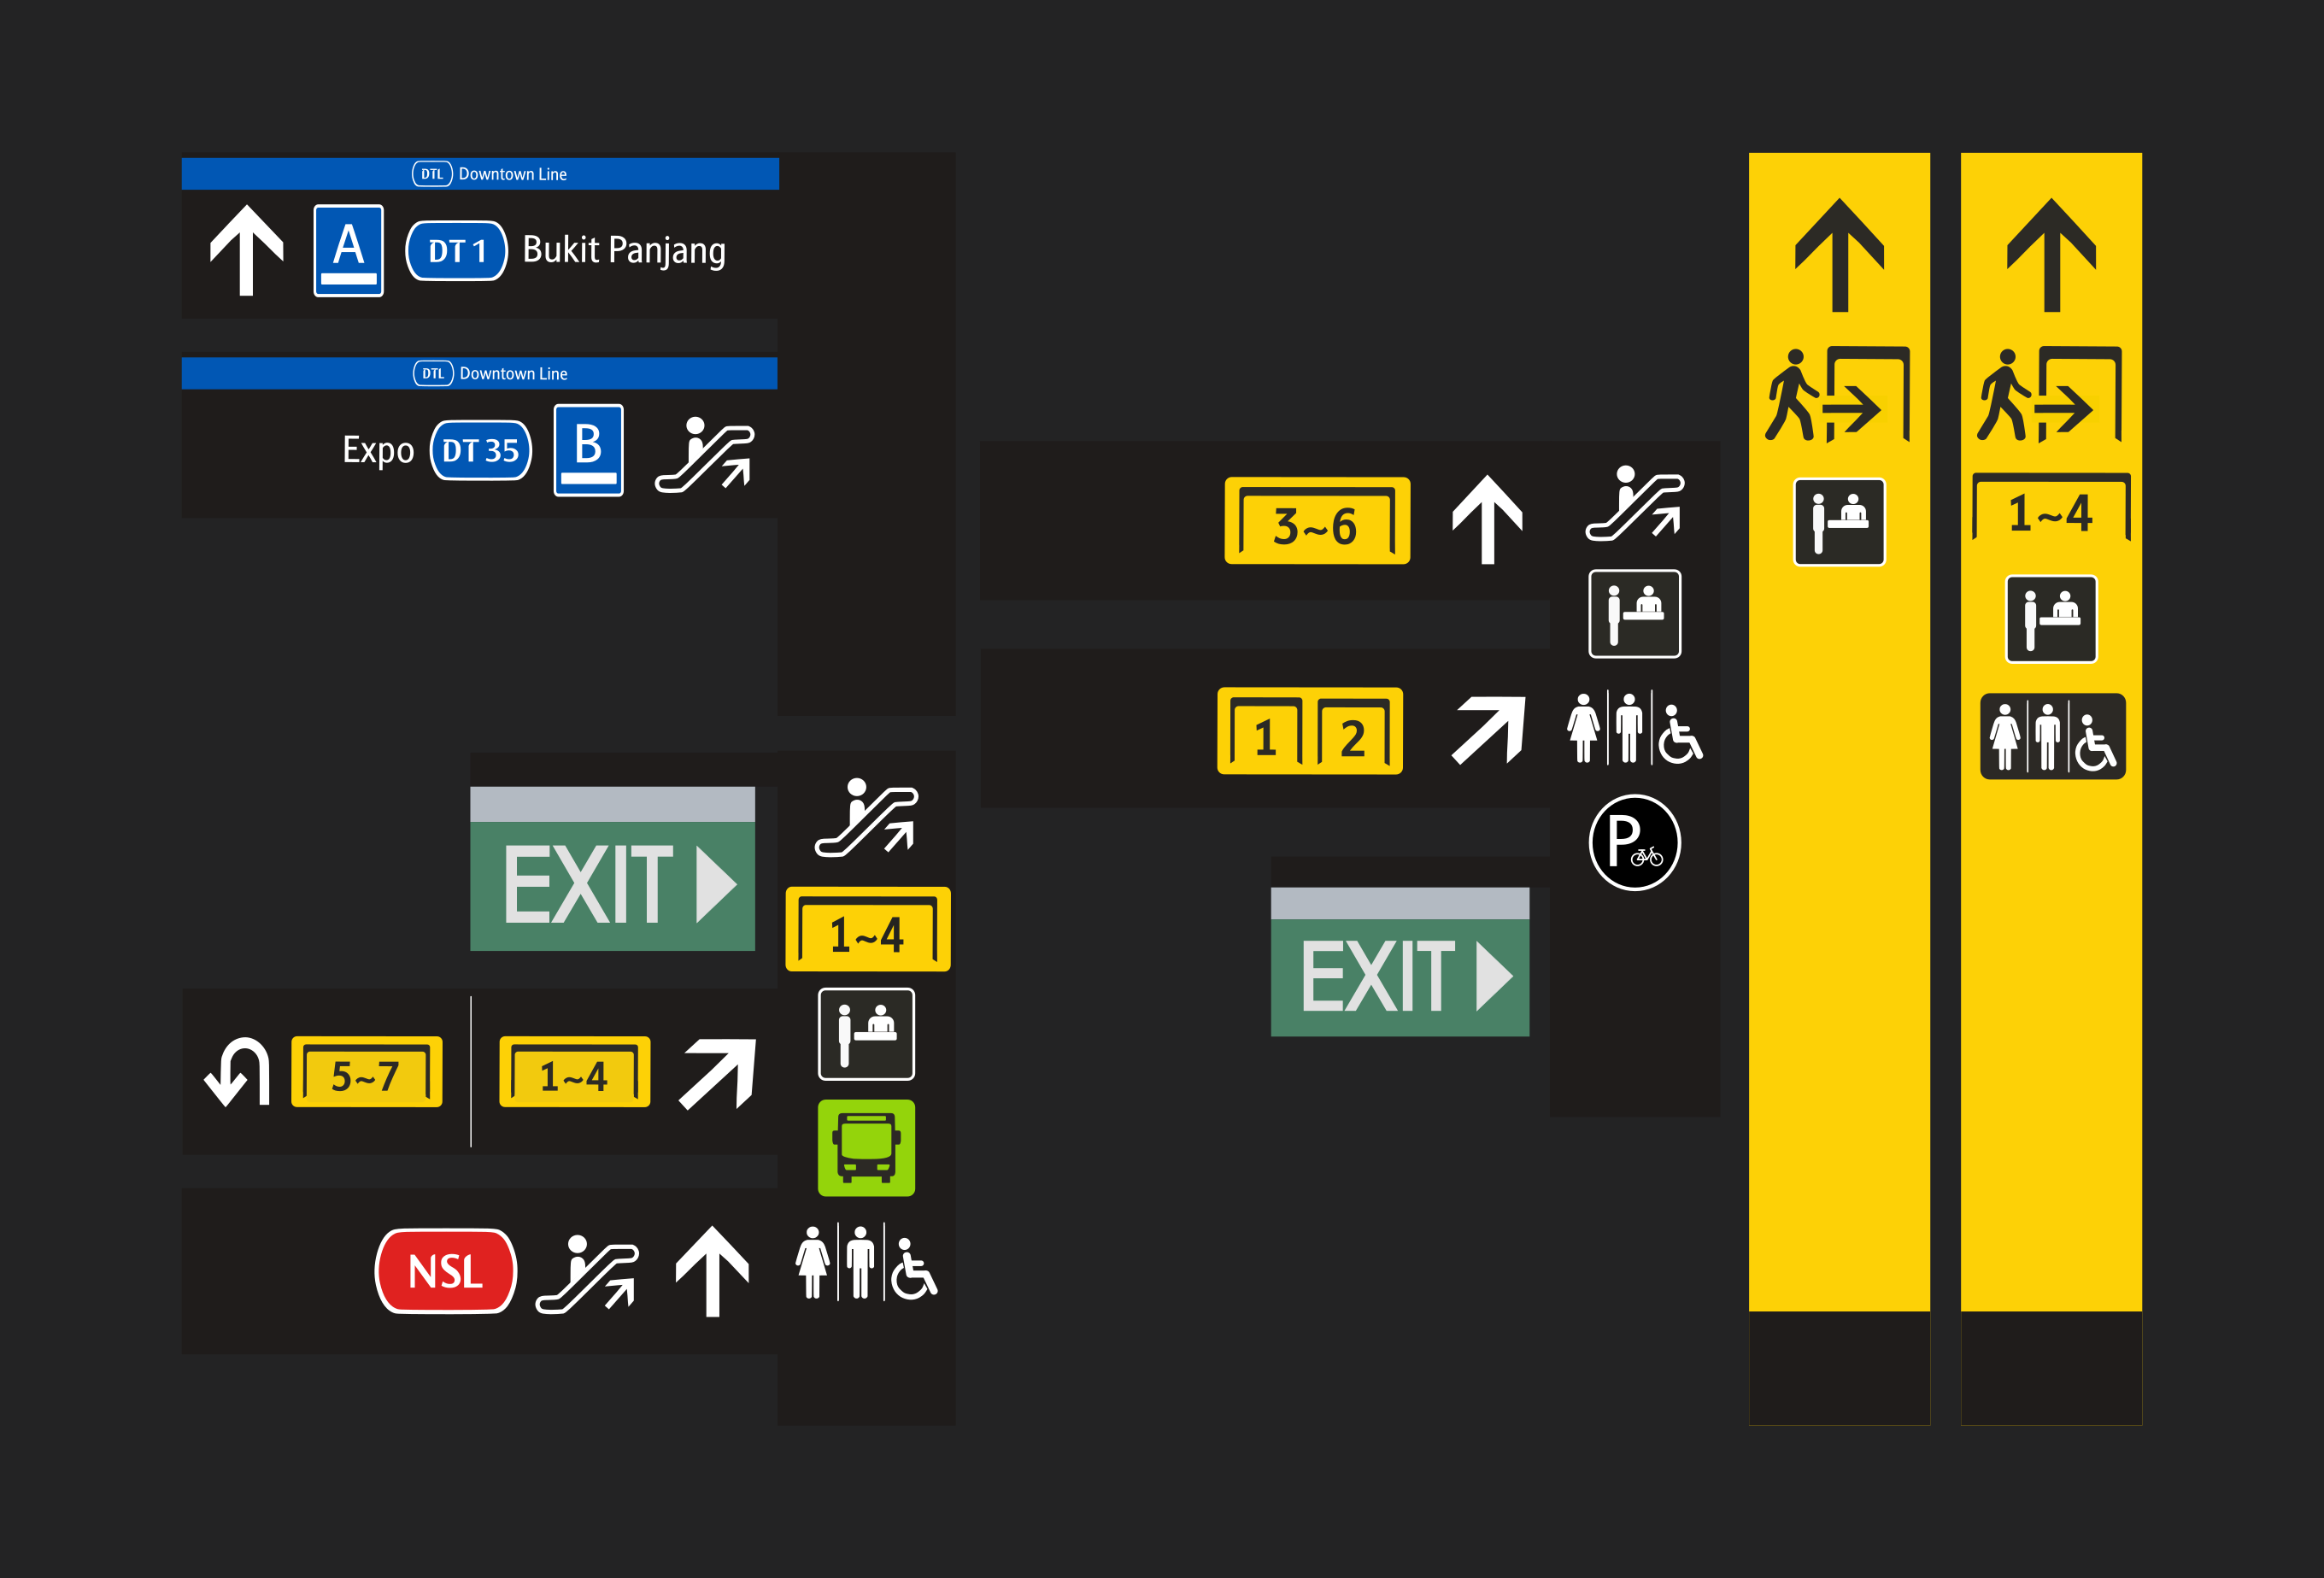 DTL Downtown Line
A DT 1 Bukit Panjang
DTL Downtown Line
Expo DT 35 B
EXIT
1~4
5~7 1~4
NSL
3~6
1 2
P
EXIT
1~4